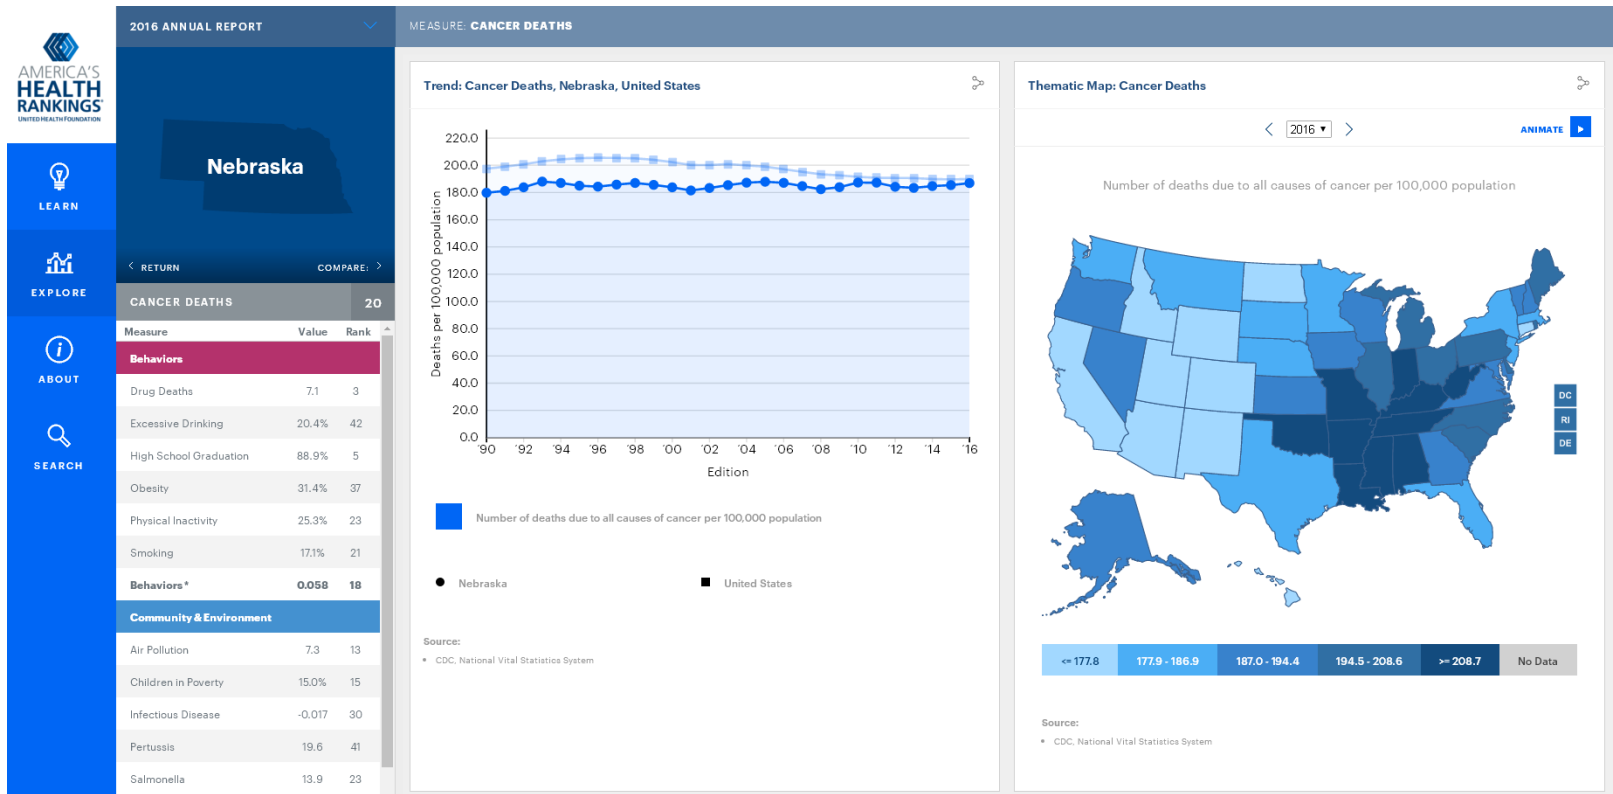 2016 ANNUAL REPORT
MEASURE: CANCER DEATHS
AMERICA'S
HEALTH
RANKINGS®
UNITED HEALTH FOUNDATION
LEARN
EXPLORE
ABOUT
SEARCH
Nebraska
RETURN
COMPARE:
CANCER DEATHS 20
Measure Value Rank
Behaviors
Drug Deaths 7.1 3
Excessive Drinking 20.4% 42
High School Graduation 88.9% 5
Obesity 31.4% 37
Physical Inactivity 25.3% 23
Smoking 17.1% 21
Behaviors* 0.058 18
Community & Environment
Air Pollution 7.3 13
Children in Poverty 15.0% 15
Infectious Disease -0.017 30
Pertussis 19.6 41
Salmonella 13.9 23
Trend: Cancer Deaths, Nebraska, United States
Deaths per 100,000 population
220.0
200.0
180.0
160.0
140.0
120.0
100.0
80.0
60.0
40.0
20.0
0.0
'90 '92 '94 '96 '98 '00 '02 '04 '06 '08 '10 '12 '14 '16
Edition
Number of deaths due to all causes of cancer per 100,000 population
Nebraska
United States
Source:
CDC, National Vital Statistics System
Thematic Map: Cancer Deaths
2016
ANIMATE
Number of deaths due to all causes of cancer per 100,000 population
DC
RI
DE
<= 177.8 177.9 - 186.9 187.0 - 194.4 194.5 - 208.6 >= 208.7 No Data
Source:
CDC, National Vital Statistics System